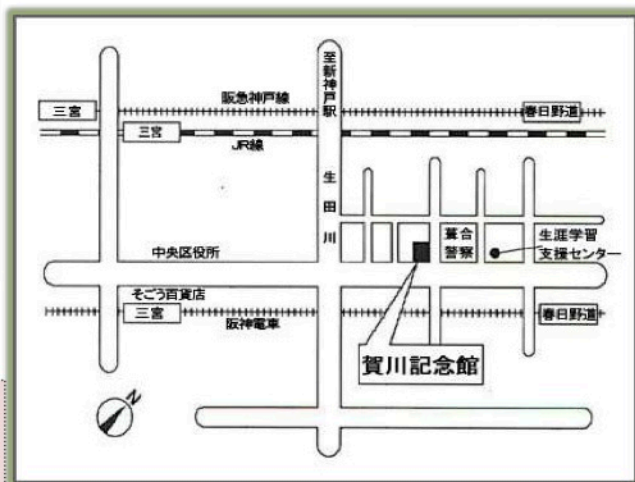 至新神戸駅
阪急神戸線
三宮
春日野道
三宮
JR線
生田川
葺合
警察
生涯学習
支援センター
中央区役所
そごう百貨店
三宮
阪神電車
春日野道
賀川記念館
N